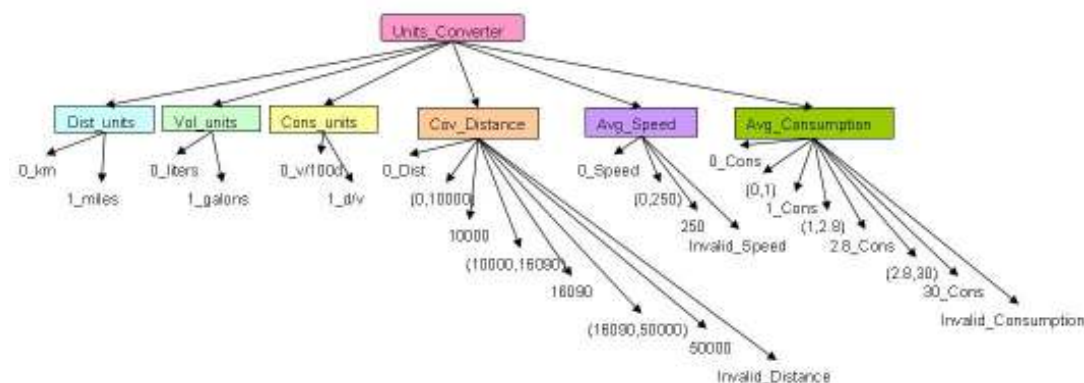 Units_Converter
Dist_units
Vol_units
Cons_units
Cov_Distance
Avg_Speed
Avg_Consumption
0_km
1_miles
0_liters
1_galons
0_v/100d
1_d/v
0_Dist
(0,10000)
10000
(10000,16090)
16090
(16090,50000)
50000
Invalid_Distance
0_Speed
(0,250)
250
Invalid_Speed
0_Cons
(0,1)
1_Cons
(1,2.8)
2.8_Cons
(2.8,30)
30_Cons
Invalid_Consumption